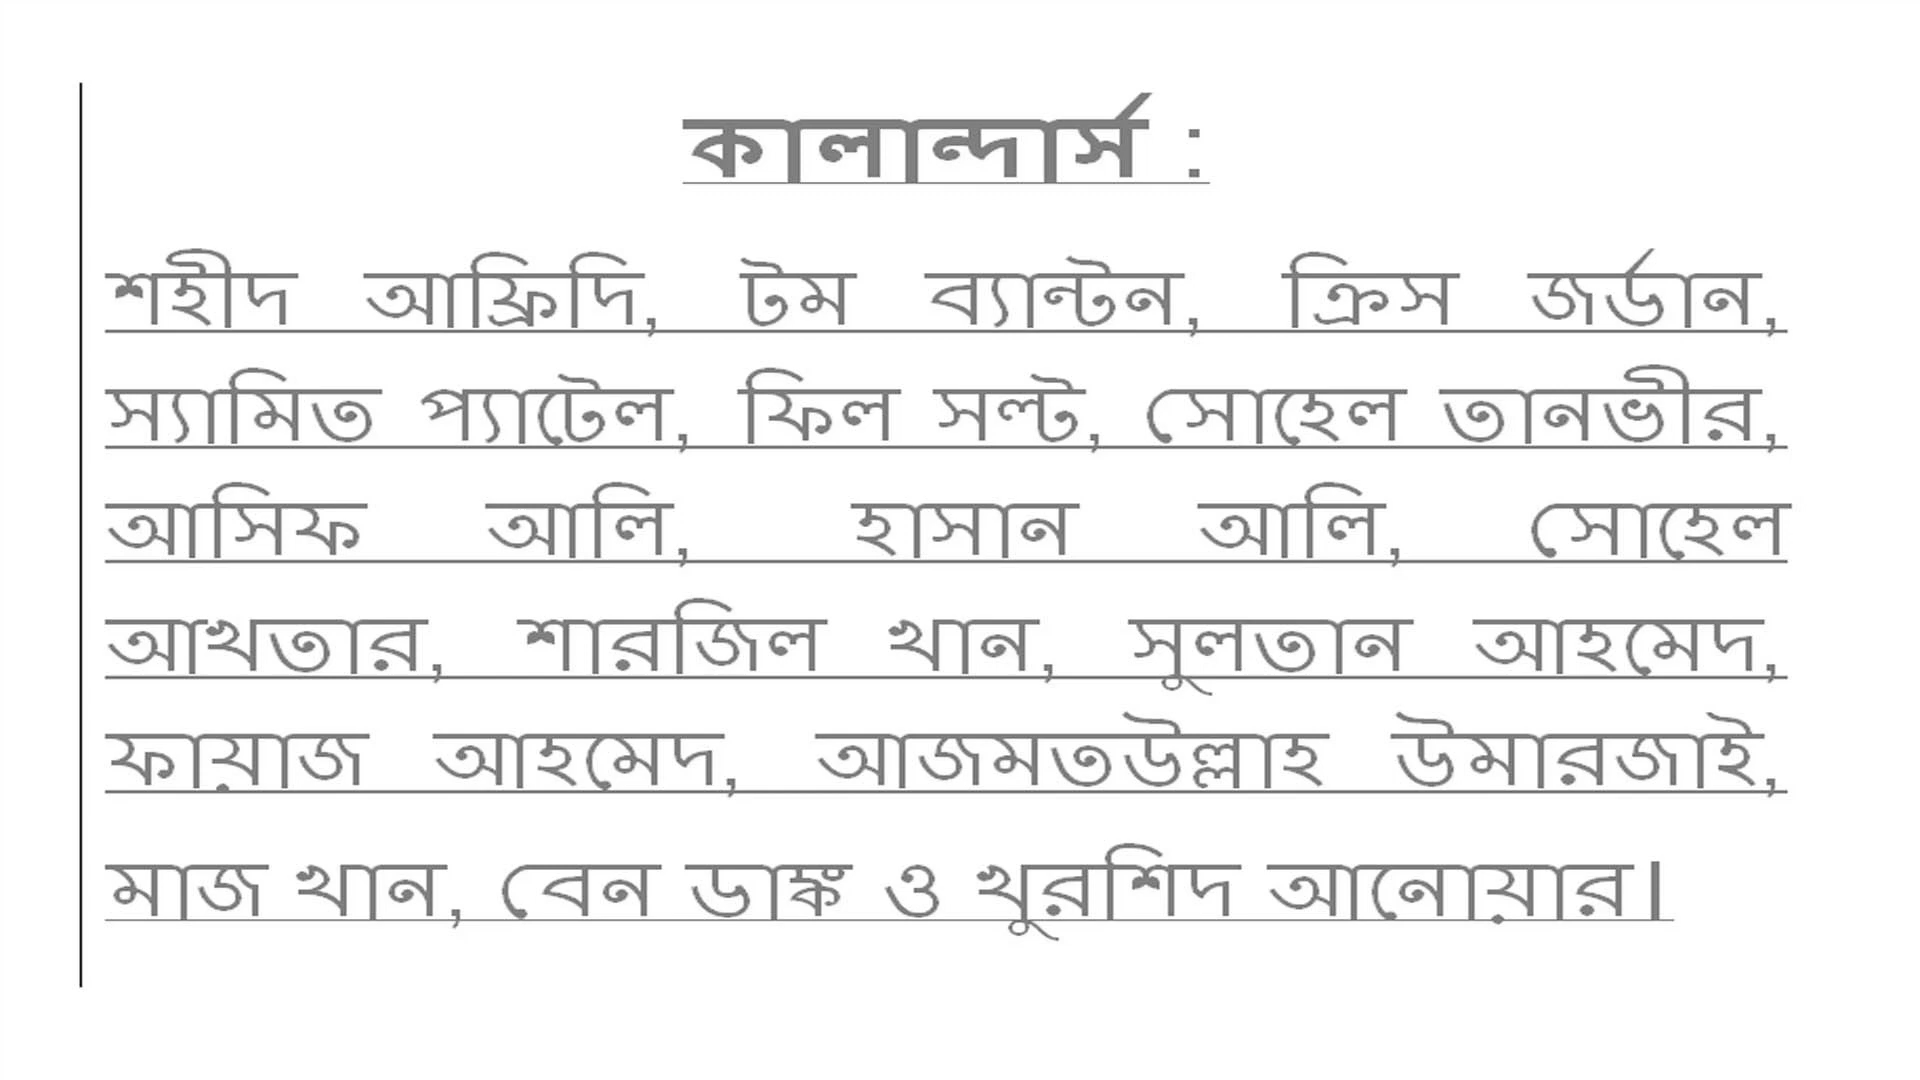 কালান্দার্স :
শহীদ আফ্রিদি, টম ব্যান্টন, ক্রিস জর্ডান,
স্যামিত প্যাটেল, ফিল সল্ট, সোহেল তানভীর,
আসিফ আলি, হাসান আলি, সোহেল
আখতার, শারজিল খান, সুলতান আহমেদ,
ফায়াজ আহমেদ, আজমতউল্লাহ উমারজাই,
মাজ খান, বেন ডাঙ্ক ও খুরশিদ আনোয়ার।